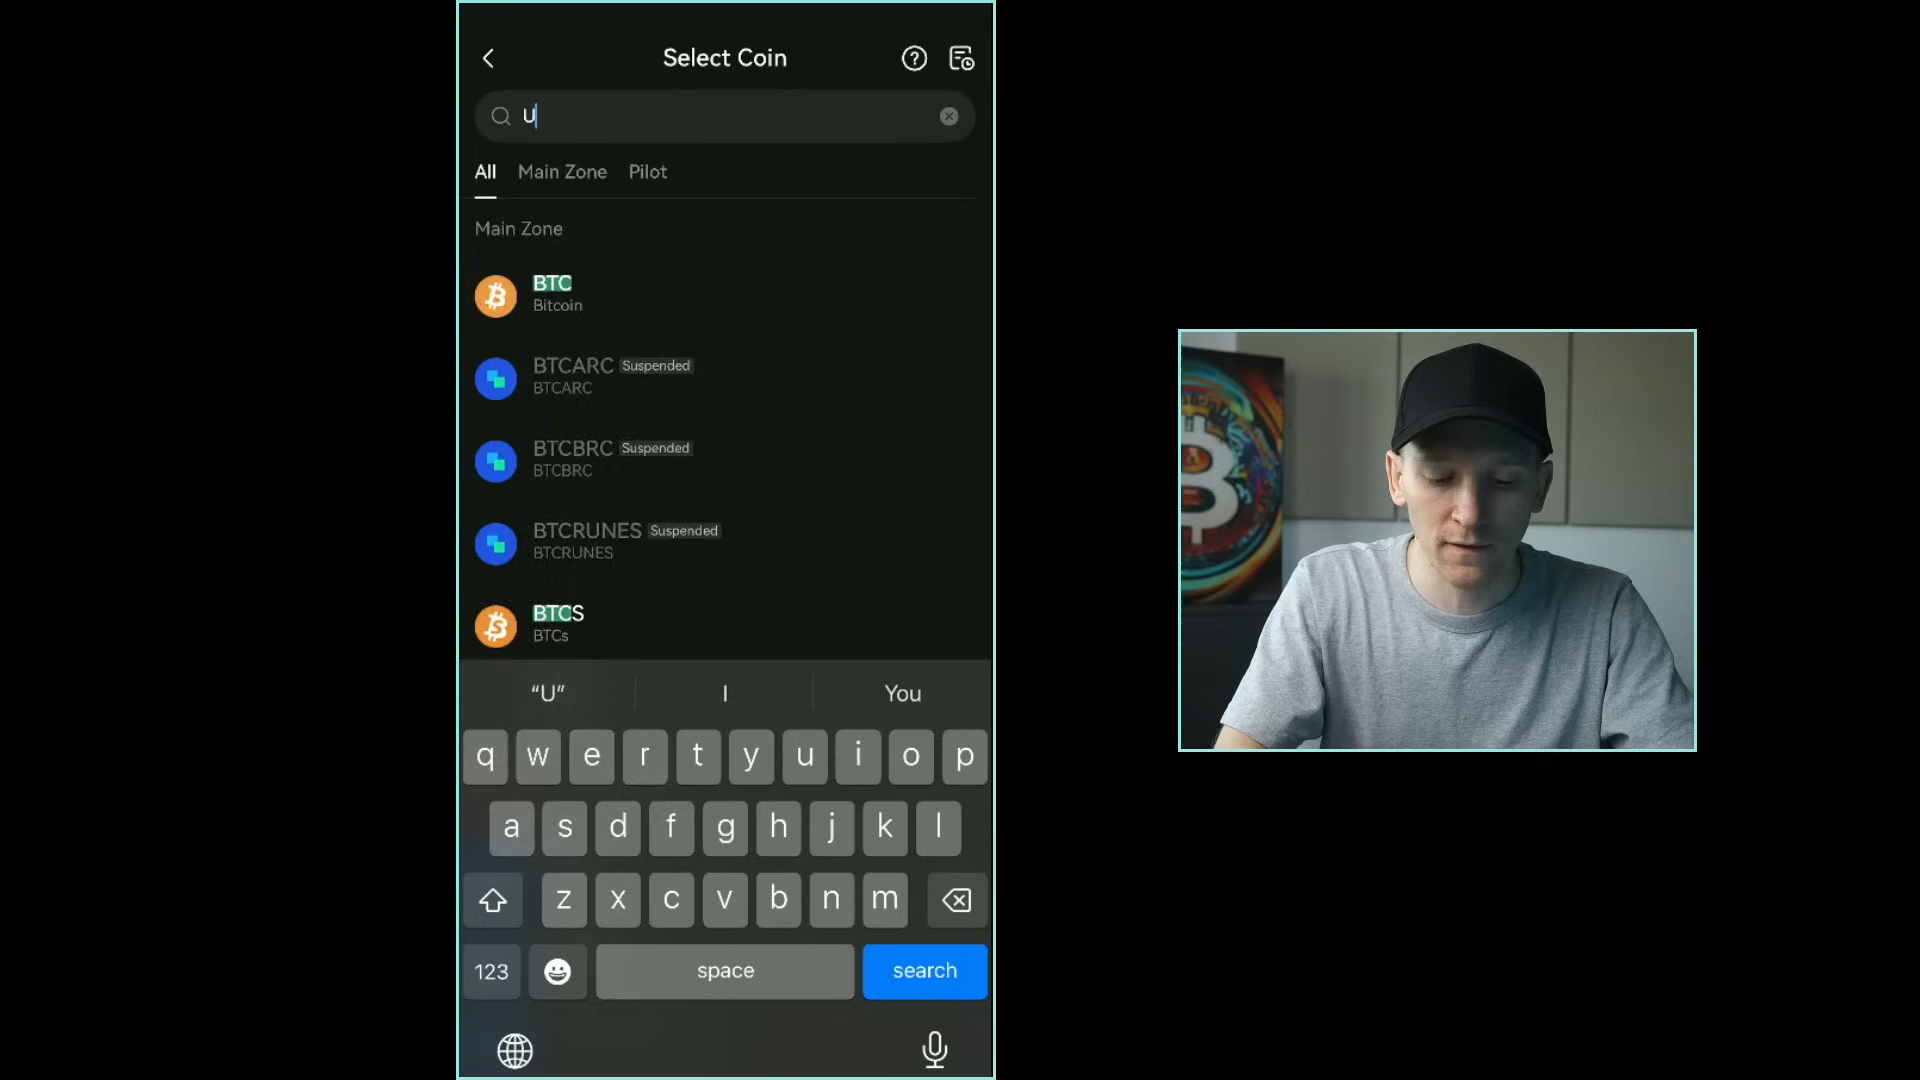 Select Coin
U
All Main Zone Pilot
Main Zone
BTC
Bitcoin
BTCARC Suspended
BTCARC
BTCBRC Suspended
BTCBRC
BTCRUNES Suspended
BTCRUNES
BTCS
BTCs
“U” I You
q w e r t y u i o p
a s d f g h j k l
z x c v b n m
123 space search